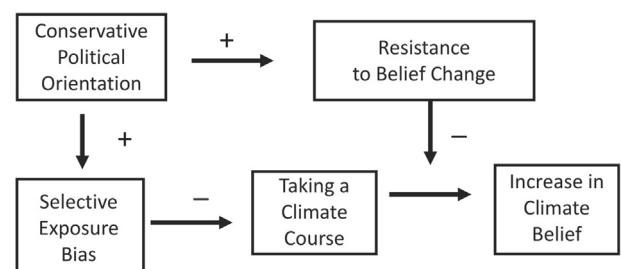 Conservative
Political
Orientation
+
Resistance
to Belief Change
+
–
Selective
Exposure
Bias
–
Taking a
Climate
Course
Increase in
Climate
Belief